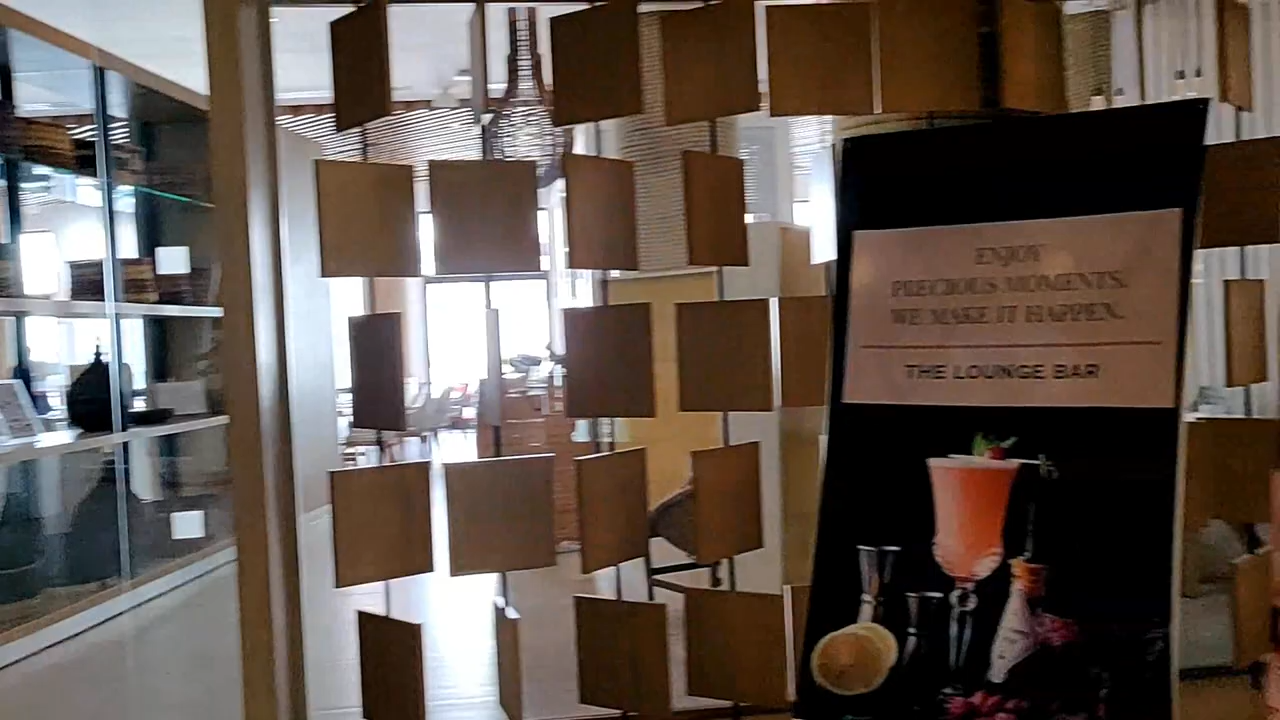 ENJOY
PRECIOUS MOMENTS.
WE MAKE IT HAPPEN.
THE LOUNGE BAR